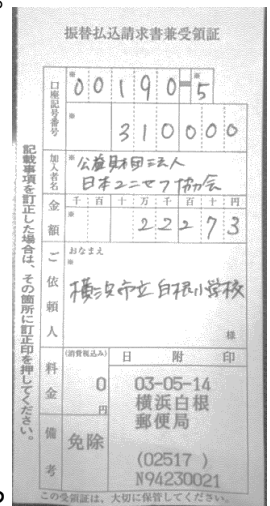 振替払込請求書兼受領証
口座記号番号
※ 00190=※5
※ 310000
加入者名
※ 公益財団法人
日本ユニセフ協会
金額
千 百 十 万 千 百 十 円
※ 22273
ご依頼人
おなまえ
※
横浜市立白根小学校
様
料金
(消費税込み)
0
円
日 附 印
03-05-14
横浜白根
郵便局
(02517 )
N94230021
備考
免除
記載事項を訂正した場合は、その箇所に訂正印を押してください。
この受領証は、大切に保管してください。